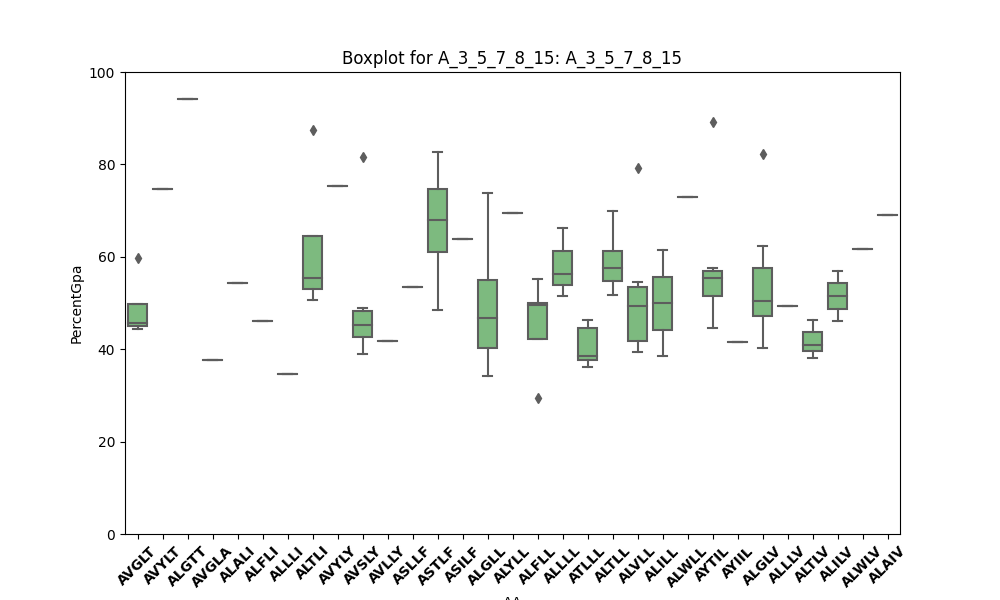 Boxplot for A_3_5_7_8_15: A_3_5_7_8_15
PercentGpa
100
80
60
40
20
0
AVGLT AVYLT ALGTT AVGLA ALALI ALFLI ALLLI ALTLI AVYLY AVSLY AVLLY ASLLF ASTLF ASILF ALGLL ALYLL ALFLL ALLLL ATLLL ALTLL ALVLL ALILL ALWLL AYTIL AYIIL ALGLV ALLLV ALTLV ALILV ALWLV ALAIV